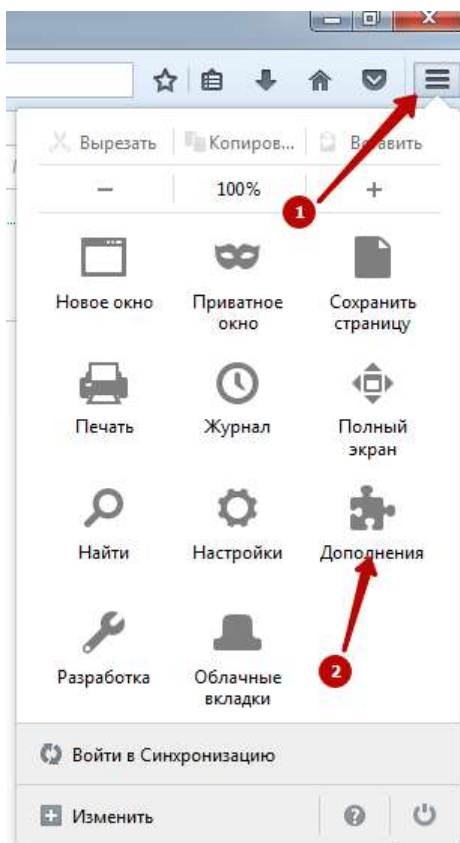 Вырезать Копиров... Вставить
100%
1
Новое окно Приватное Сохранить
окно страницу
Печать Журнал Полный
экран
Найти Настройки Дополнения
2
Разработка Облачные
вкладки
Войти в Синхронизацию
Изменить